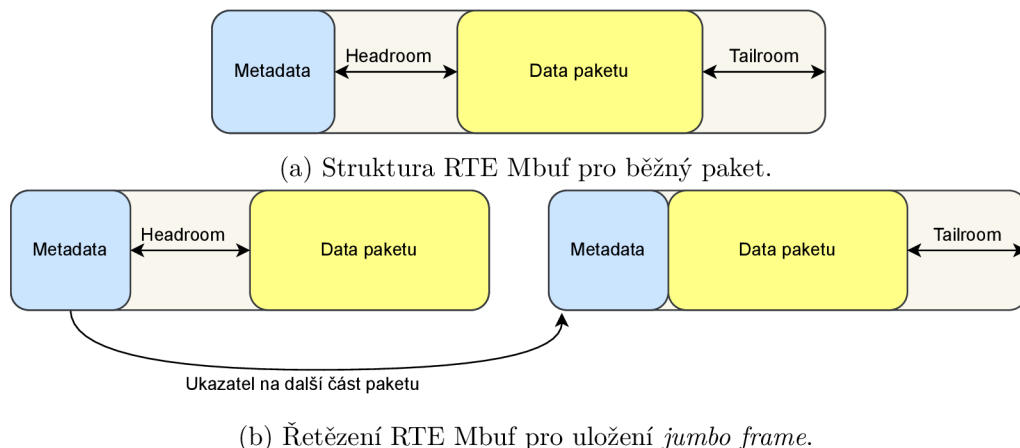 Metadata
Headroom
Data paketu
Tailroom
(a) Struktura RTE Mbuf pro běžný paket.
Metadata
Headroom
Data paketu
Metadata
Data paketu
Tailroom
Ukazatel na další část paketu
(b) Řetězení RTE Mbuf pro uložení jumbo frame.